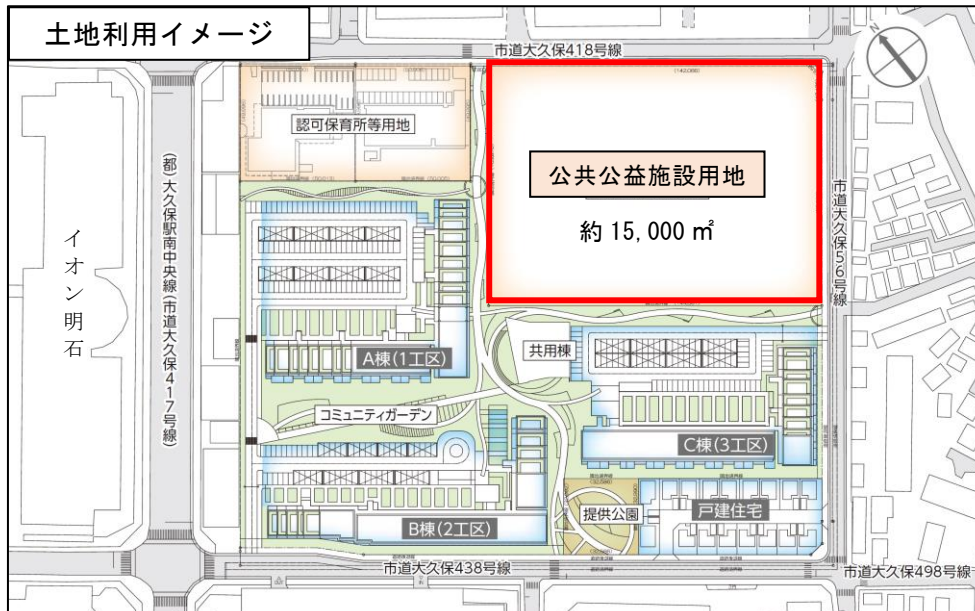 土地利用イメージ
市道大久保418号線
(142,000)
認可保育所等用地
公共公益施設用地
約15,000㎡
(都)大久保駅南中央線(市道大久保417号線)
市道大久保56号線
イオン明石
共用棟
A棟(1工区)
コミュニティガーデン
C棟(3工区)
提供公園
戸建住宅
B棟(2工区)
市道大久保438号線
市道大久保498号線